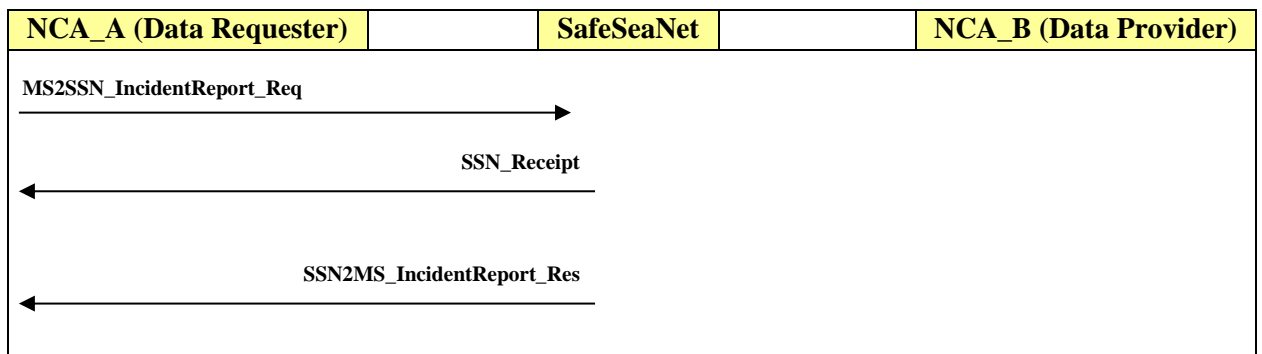 NCA_A (Data Requester) SafeSeaNet NCA_B (Data Provider)
MS2SSN_IncidentReport_Req
SSN_Receipt
SSN2MS_IncidentReport_Res